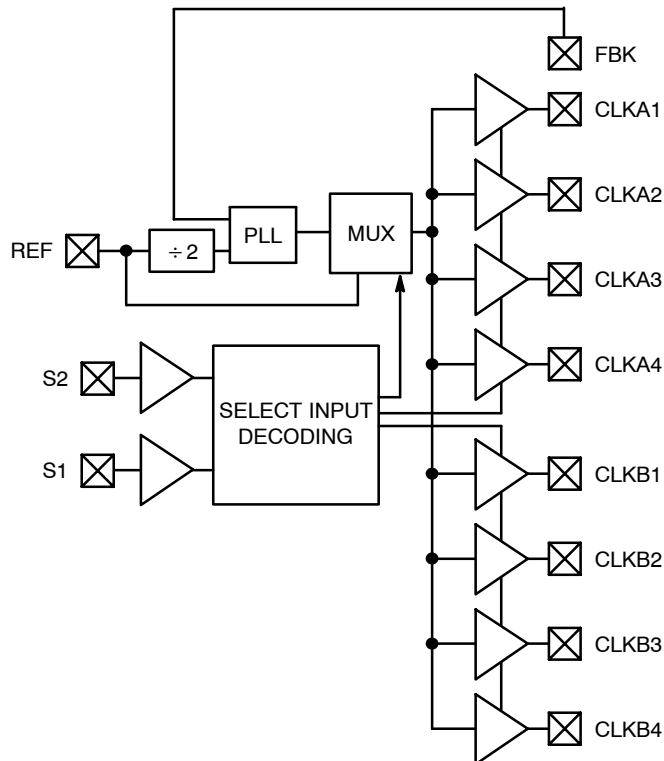 FBK
CLKA1
CLKA2
PLL
MUX
REF
÷2
CLKA3
CLKA4
S2
SELECT INPUT
DECODING
S1
CLKB1
CLKB2
CLKB3
CLKB4